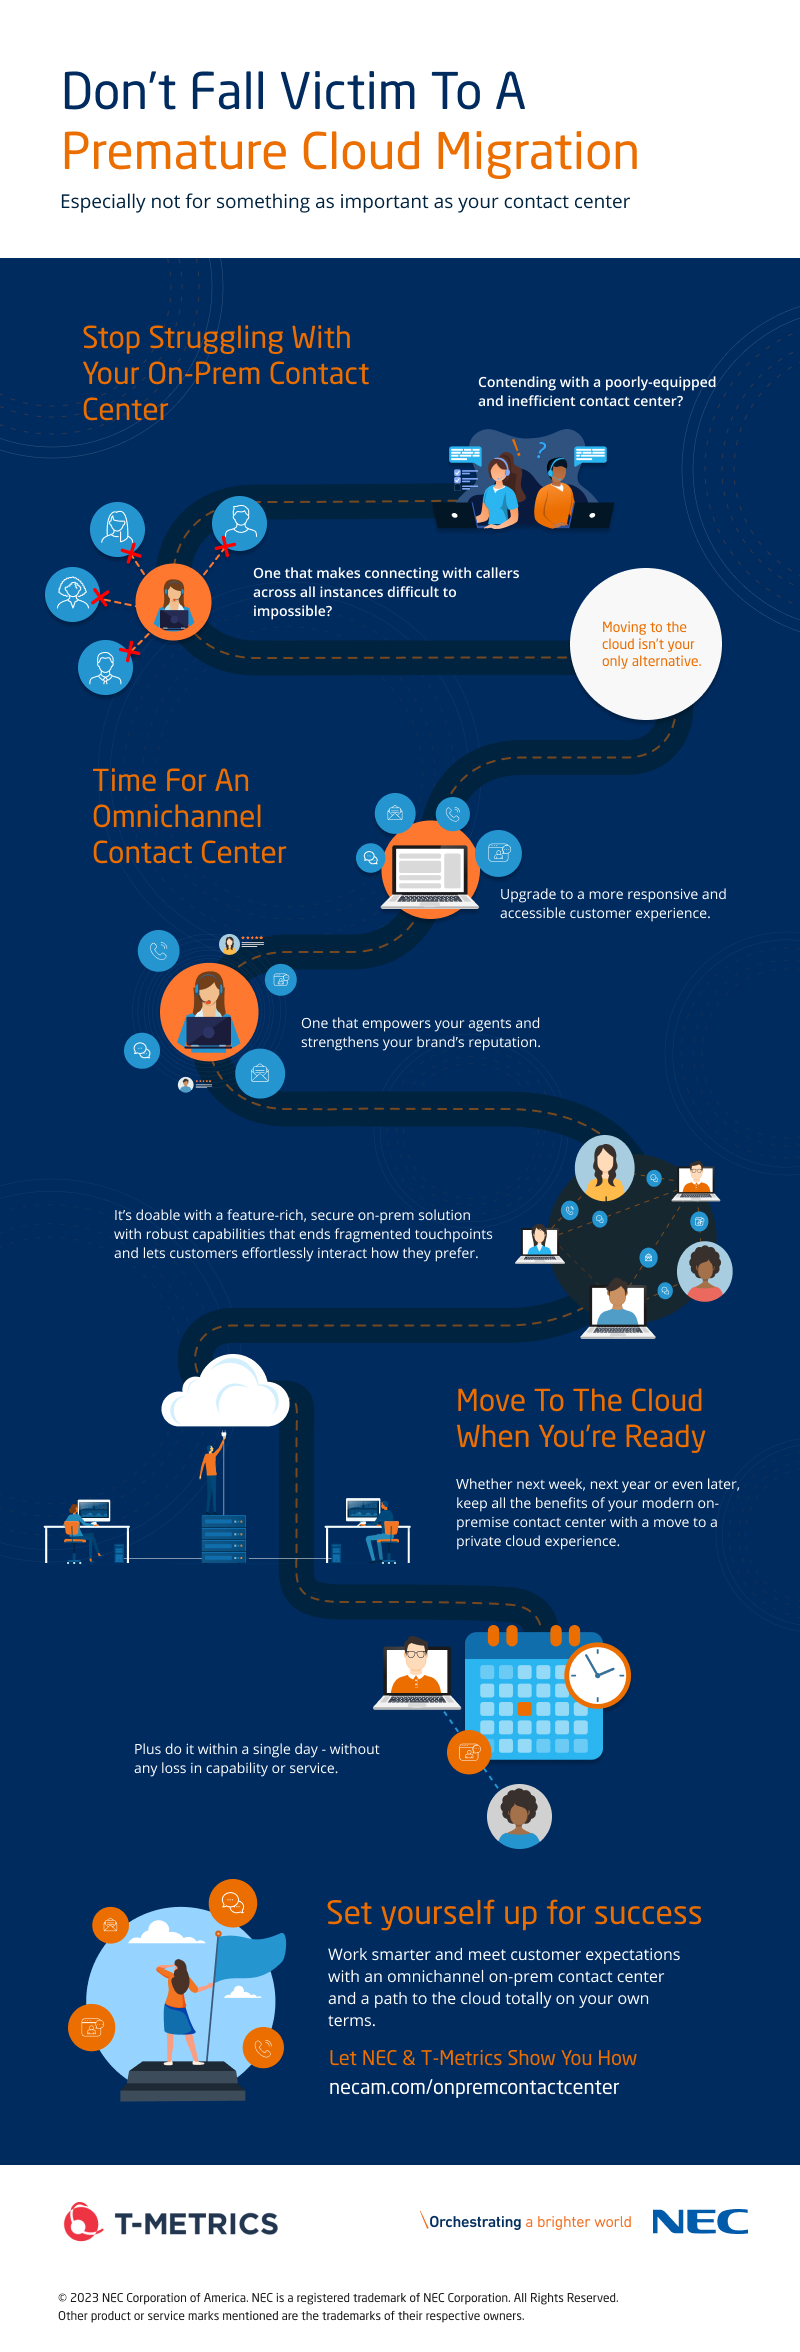 Don't Fall Victim To A
Premature Cloud Migration
Especially not for something as important as your contact center
Stop Struggling With
Your On-Prem Contact
Center
Contending with a poorly-equipped
and inefficient contact center?
! ?
One that makes connecting with callers
across all instances difficult to
impossible?
Moving to the
cloud isn't your
only alternative.
Time For An
Omnichannel
Contact Center
Upgrade to a more responsive and
accessible customer experience.
One that empowers your agents and
strengthens your brand's reputation.
It's doable with a feature-rich, secure on-prem solution
with robust capabilities that ends fragmented touchpoints
and lets customers effortlessly interact how they prefer.
Move To The Cloud
When You're Ready
Whether next week, next year or even later,
keep all the benefits of your modern on-
premise contact center with a move to a
private cloud experience.
Plus do it within a single day - without
any loss in capability or service.
Set yourself up for success
Work smarter and meet customer expectations
with an omnichannel on-prem contact center
and a path to the cloud totally on your own
terms.
Let NEC & T-Metrics Show You How
necam.com/onpremcontactcenter
T-METRICS
\Orchestrating a brighter world NEC
© 2023 NEC Corporation of America. NEC is a registered trademark of NEC Corporation. All Rights Reserved.
Other product or service marks mentioned are the trademarks of their respective owners.